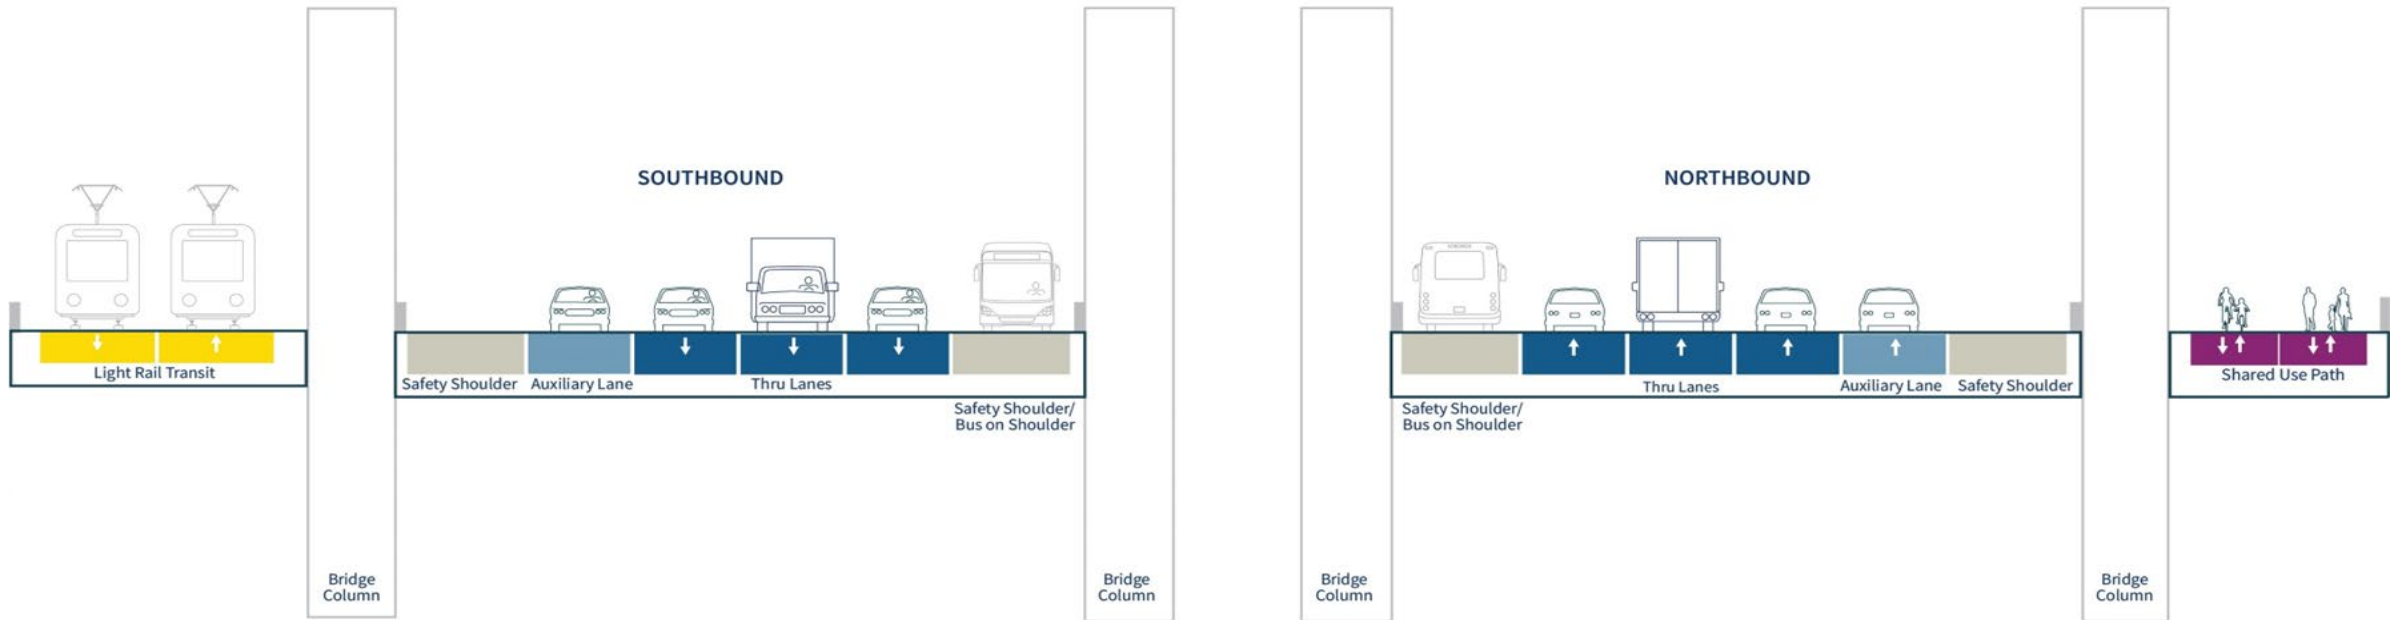 SOUTHBOUND
NORTHBOUND
Light Rail Transit
Safety Shoulder
Auxiliary Lane
Thru Lanes
Safety Shoulder/
Bus on Shoulder
Safety Shoulder/
Bus on Shoulder
Thru Lanes
Auxiliary Lane
Safety Shoulder
Shared Use Path
Bridge
Column
Bridge
Column
Bridge
Column
Bridge
Column